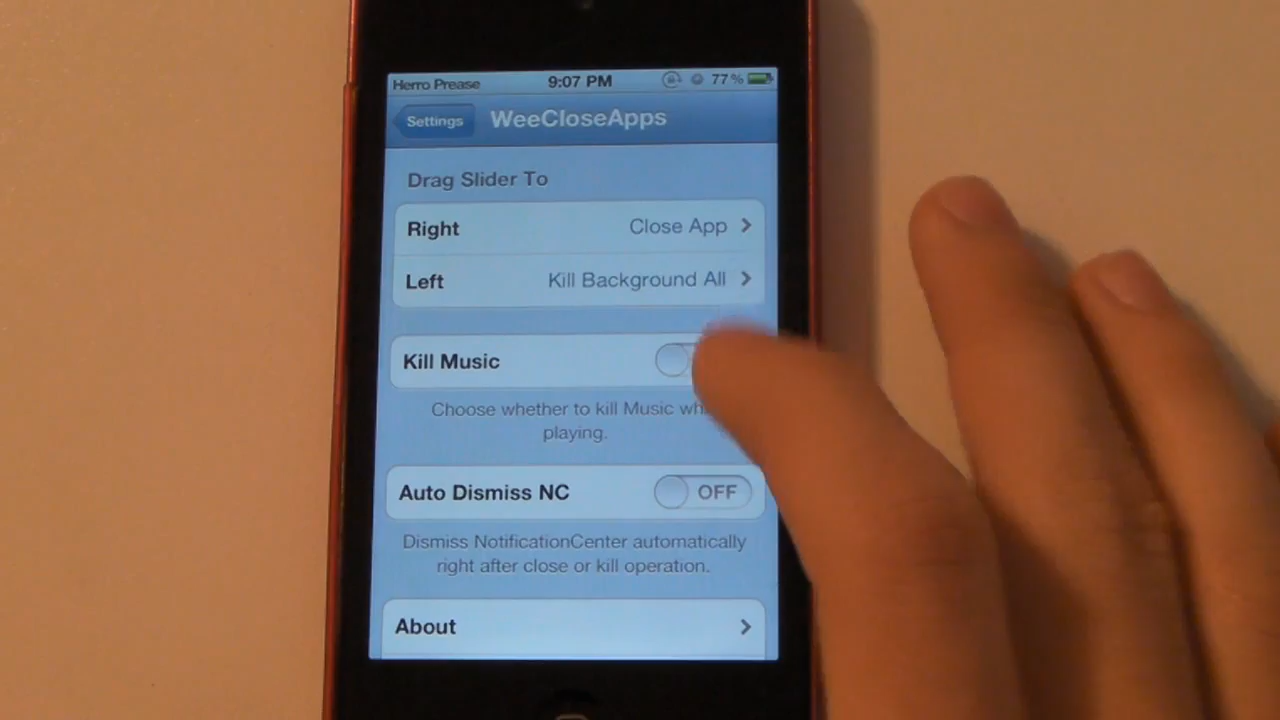 Herro Prease 9:07 PM 77%
Settings WeeCloseApps
Drag Slider To
Right Close App
Left Kill Background All
Kill Music
Choose whether to kill Music
playing.
Auto Dismiss NC OFF
Dismiss NotificationCenter automatically
right after close or kill operation.
About